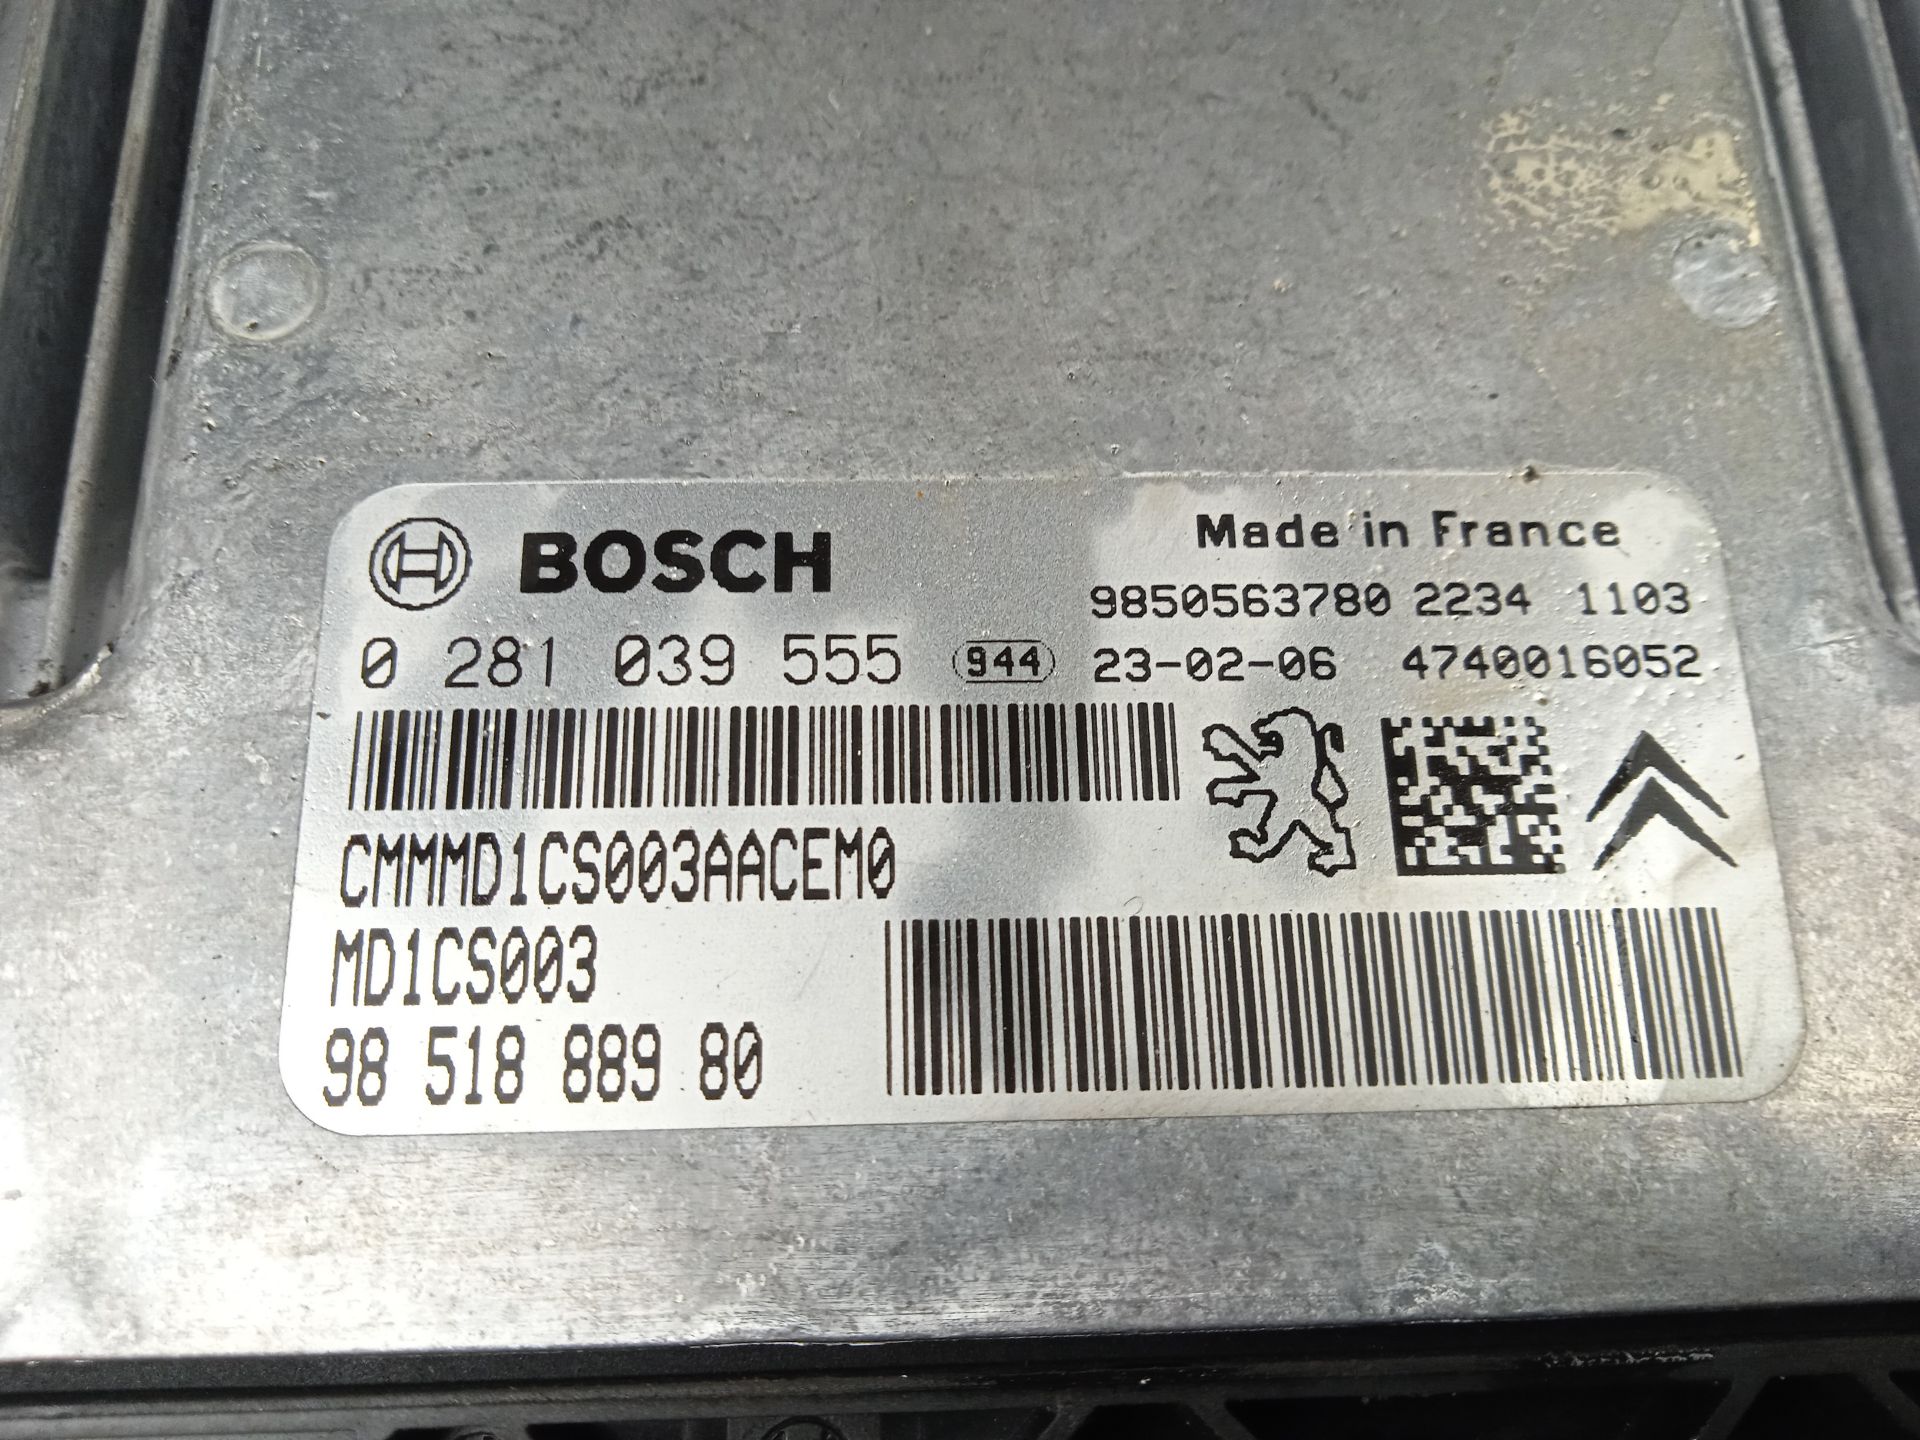 BOSCH
Made in France
9850563780 2234 1103
0 281 039 555 944 23-02-06 4740016052
CMMMD1CS003AACEM0
MD1CS003
98 518 889 80